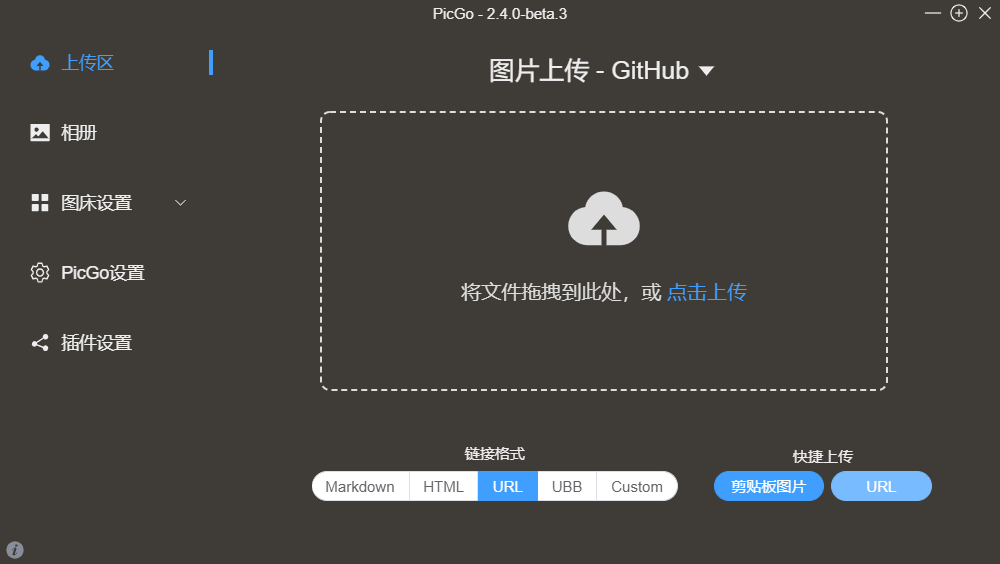 PicGo - 2.4.0-beta.3
上传区
相册
图床设置
PicGo设置
插件设置
图片上传 - GitHub
将文件拖拽到此处，或 点击上传
链接格式
Markdown HTML URL UBB Custom
快捷上传
剪贴板图片 URL
i